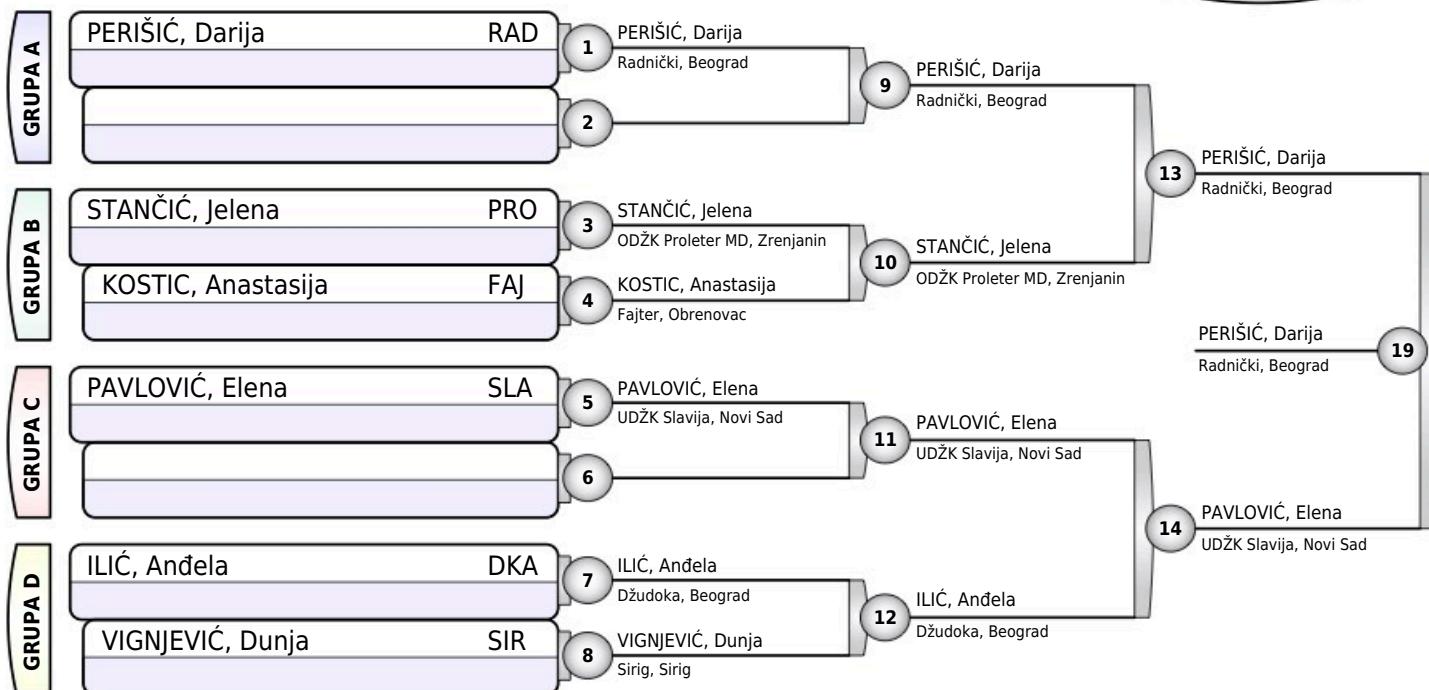 GRUPA A
PERIŠIĆ, Darija RAD
1
PERIŠIĆ, Darija
Radnički, Beograd
2
9
PERIŠIĆ, Darija
Radnički, Beograd
GRUPA B
STANČIĆ, Jelena PRO
3
STANČIĆ, Jelena
ODŽK Proleter MD, Zrenjanin
KOSTIC, Anastasija FAJ
4
KOSTIC, Anastasija
Fajter, Obrenovac
10
STANČIĆ, Jelena
ODŽK Proleter MD, Zrenjanin
13
PERIŠIĆ, Darija
Radnički, Beograd
PERIŠIĆ, Darija
Radnički, Beograd
19
GRUPA C
PAVLOVIĆ, Elena SLA
5
PAVLOVIĆ, Elena
UDŽK Slavija, Novi Sad
6
11
PAVLOVIĆ, Elena
UDŽK Slavija, Novi Sad
GRUPA D
ILIĆ, Anđela DKA
7
ILIĆ, Anđela
Džudoka, Beograd
VIGNJEVIĆ, Dunja SIR
8
VIGNJEVIĆ, Dunja
Sirig, Sirig
12
ILIĆ, Anđela
Džudoka, Beograd
14
PAVLOVIĆ, Elena
UDŽK Slavija, Novi Sad